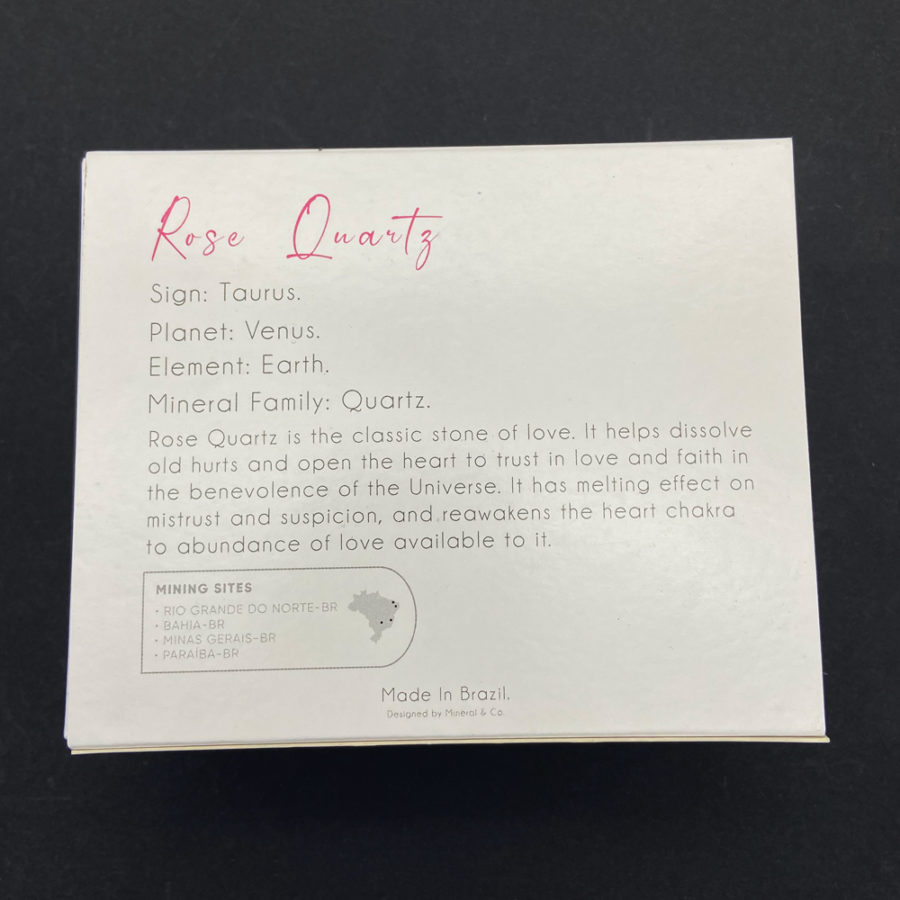 Rose Quartz
Sign: Taurus.
Planet: Venus.
Element: Earth.
Mineral Family: Quartz.
Rose Quartz is the classic stone of love. It helps dissolve
old hurts and open the heart to trust in love and faith in
the benevolence of the Universe. It has melting effect on
mistrust and suspicion, and reawakens the heart chakra
to abundance of love available to it.
MINING SITES
• RIO GRANDE DO NORTE-BR
• BAHIA-BR
• MINAS GERAIS-BR
• PARAÍBA-BR
Made In Brazil.
Designed by Mineral & Co.